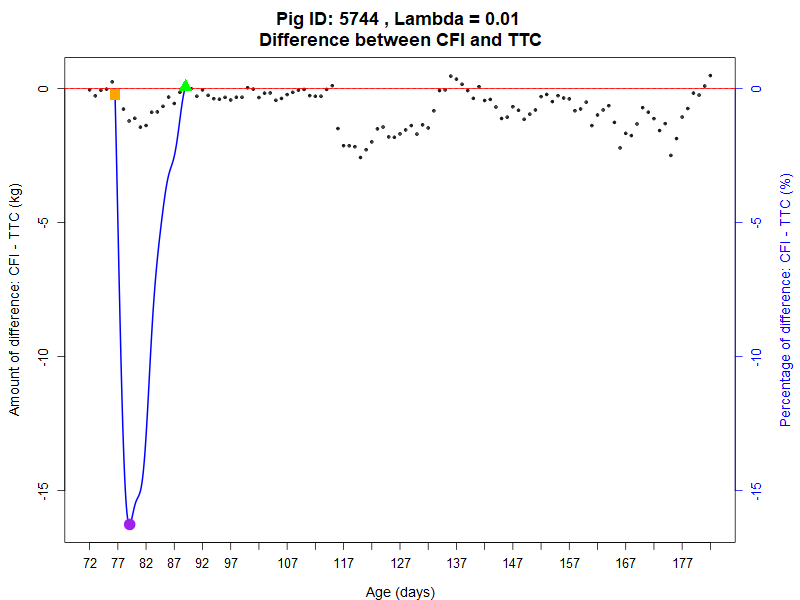 Pig ID: 5744 , Lambda = 0.01
Difference between CFI and TTC
Amount of difference: CFI - TTC (kg)
0
-5
-10
-15
0
-5
-10
-15
Percentage of difference: CFI - TTC (%)
72 77 82 87 92 97 107 117 127 137 147 157 167 177
Age (days)